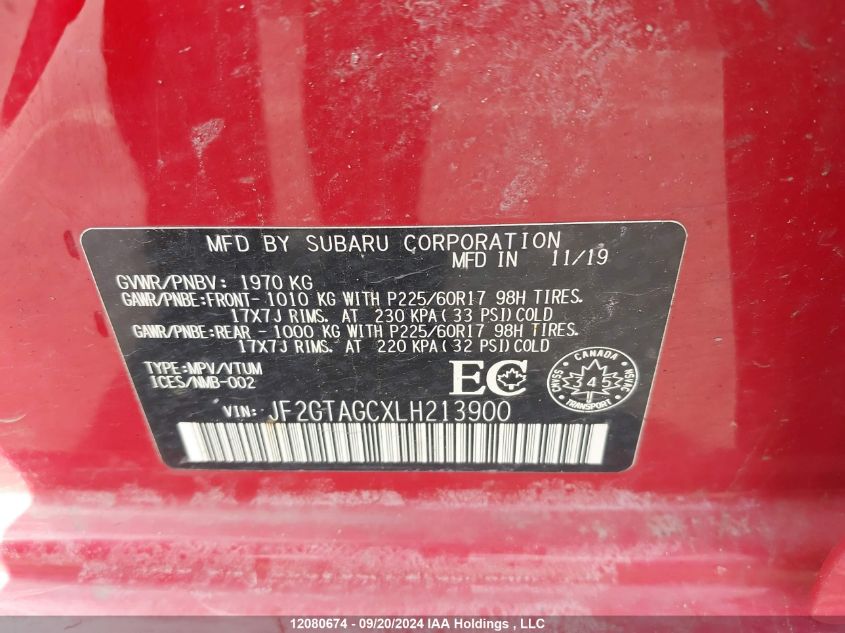 MFD BY SUBARU CORPORATION
MFD IN 11/19
GVWR/PNBV: 1970 KG
GAWR/PNBE:FRONT- 1010 KG WITH P225/60R17 98H TIRES.
17X7J RIMS. AT 230 KPA(33 PSI)COLD
GAWR/PNBE:REAR - 1000 KG WITH P225/60R17 98H TIRES.
17X7J RIMS. AT 220 KPA(32 PSI)COLD
TYPE:MPV/VTUM
ICES/NMB-002
EC
CANADA
CMVSS 345 NSVAC
TRANSPORT
VIN: JF2GTAGCXLH213900
12080674 - 09/20/2024 IAA Holdings, LLC